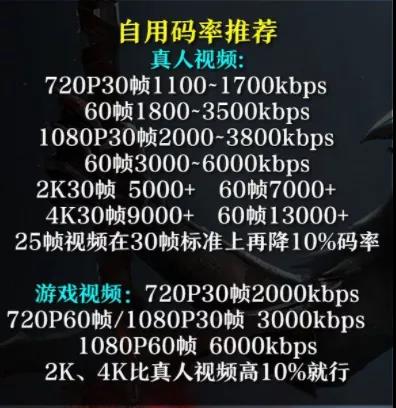 自用码率推荐
真人视频:
720P30帧1100~1700kbps
60帧1800~3500kbps
1080P30帧2000~3800kbps
60帧3000~6000kbps
2K30帧 5000+ 60帧7000+
4K30帧9000+ 60帧13000+
25帧视频在30帧标准上再降10%码率
游戏视频：720P30帧2000kbps
720P60帧/1080P30帧 3000kbps
1080P60帧 6000kbps
2K、4K比真人视频高10%就行